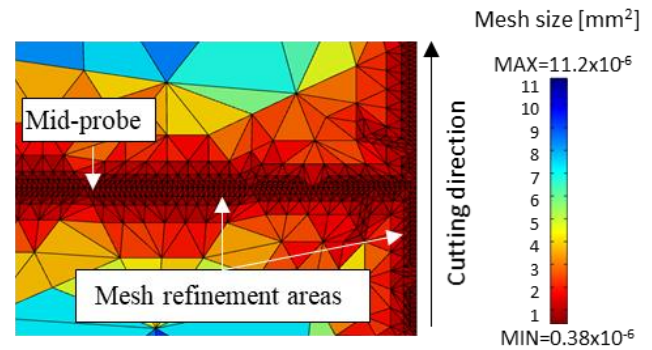 Mesh size [mm²]
MAX=11.2x10⁻⁶
11
10
9
8
7
6
5
4
3
2
1
MIN=0.38x10⁻⁶
Cutting direction
Mid-probe
Mesh refinement areas